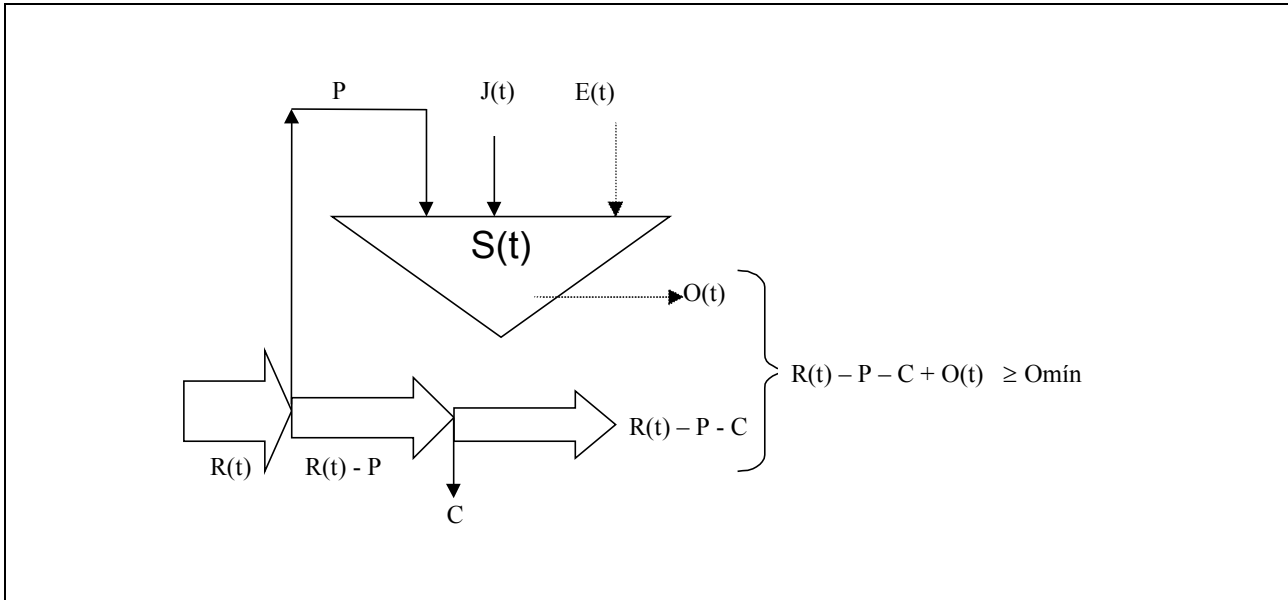 P
J(t)
E(t)
S(t)
O(t)
R(t) – P – C + O(t) ≥ Omín
R(t) – P - C
R(t)
R(t) - P
C